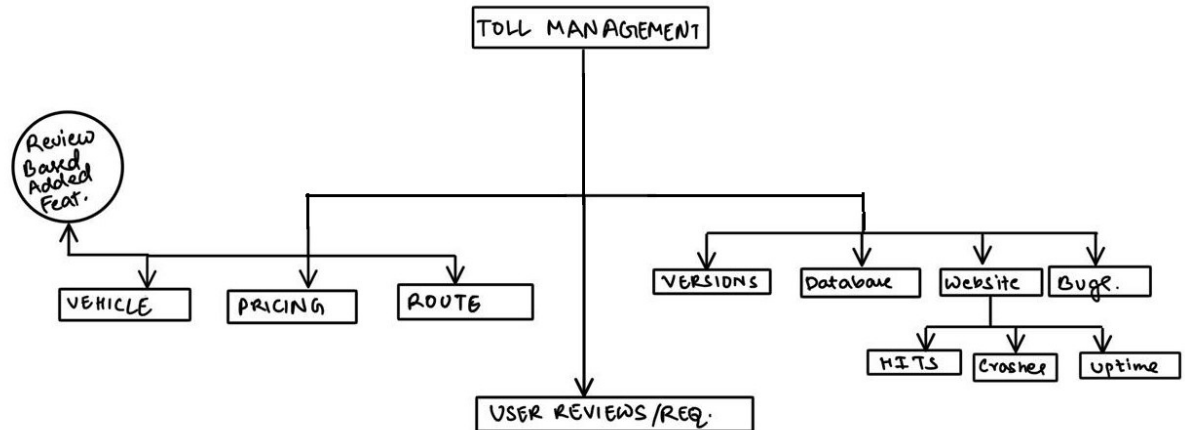 TOLL MANAGEMENT
Review
Based
Added
Feat.
VEHICLE
PRICING
ROUTE
VERSIONS
Database
Website
Bugs.
HITS
Crashes
Uptime
USER REVIEWS/REQ.